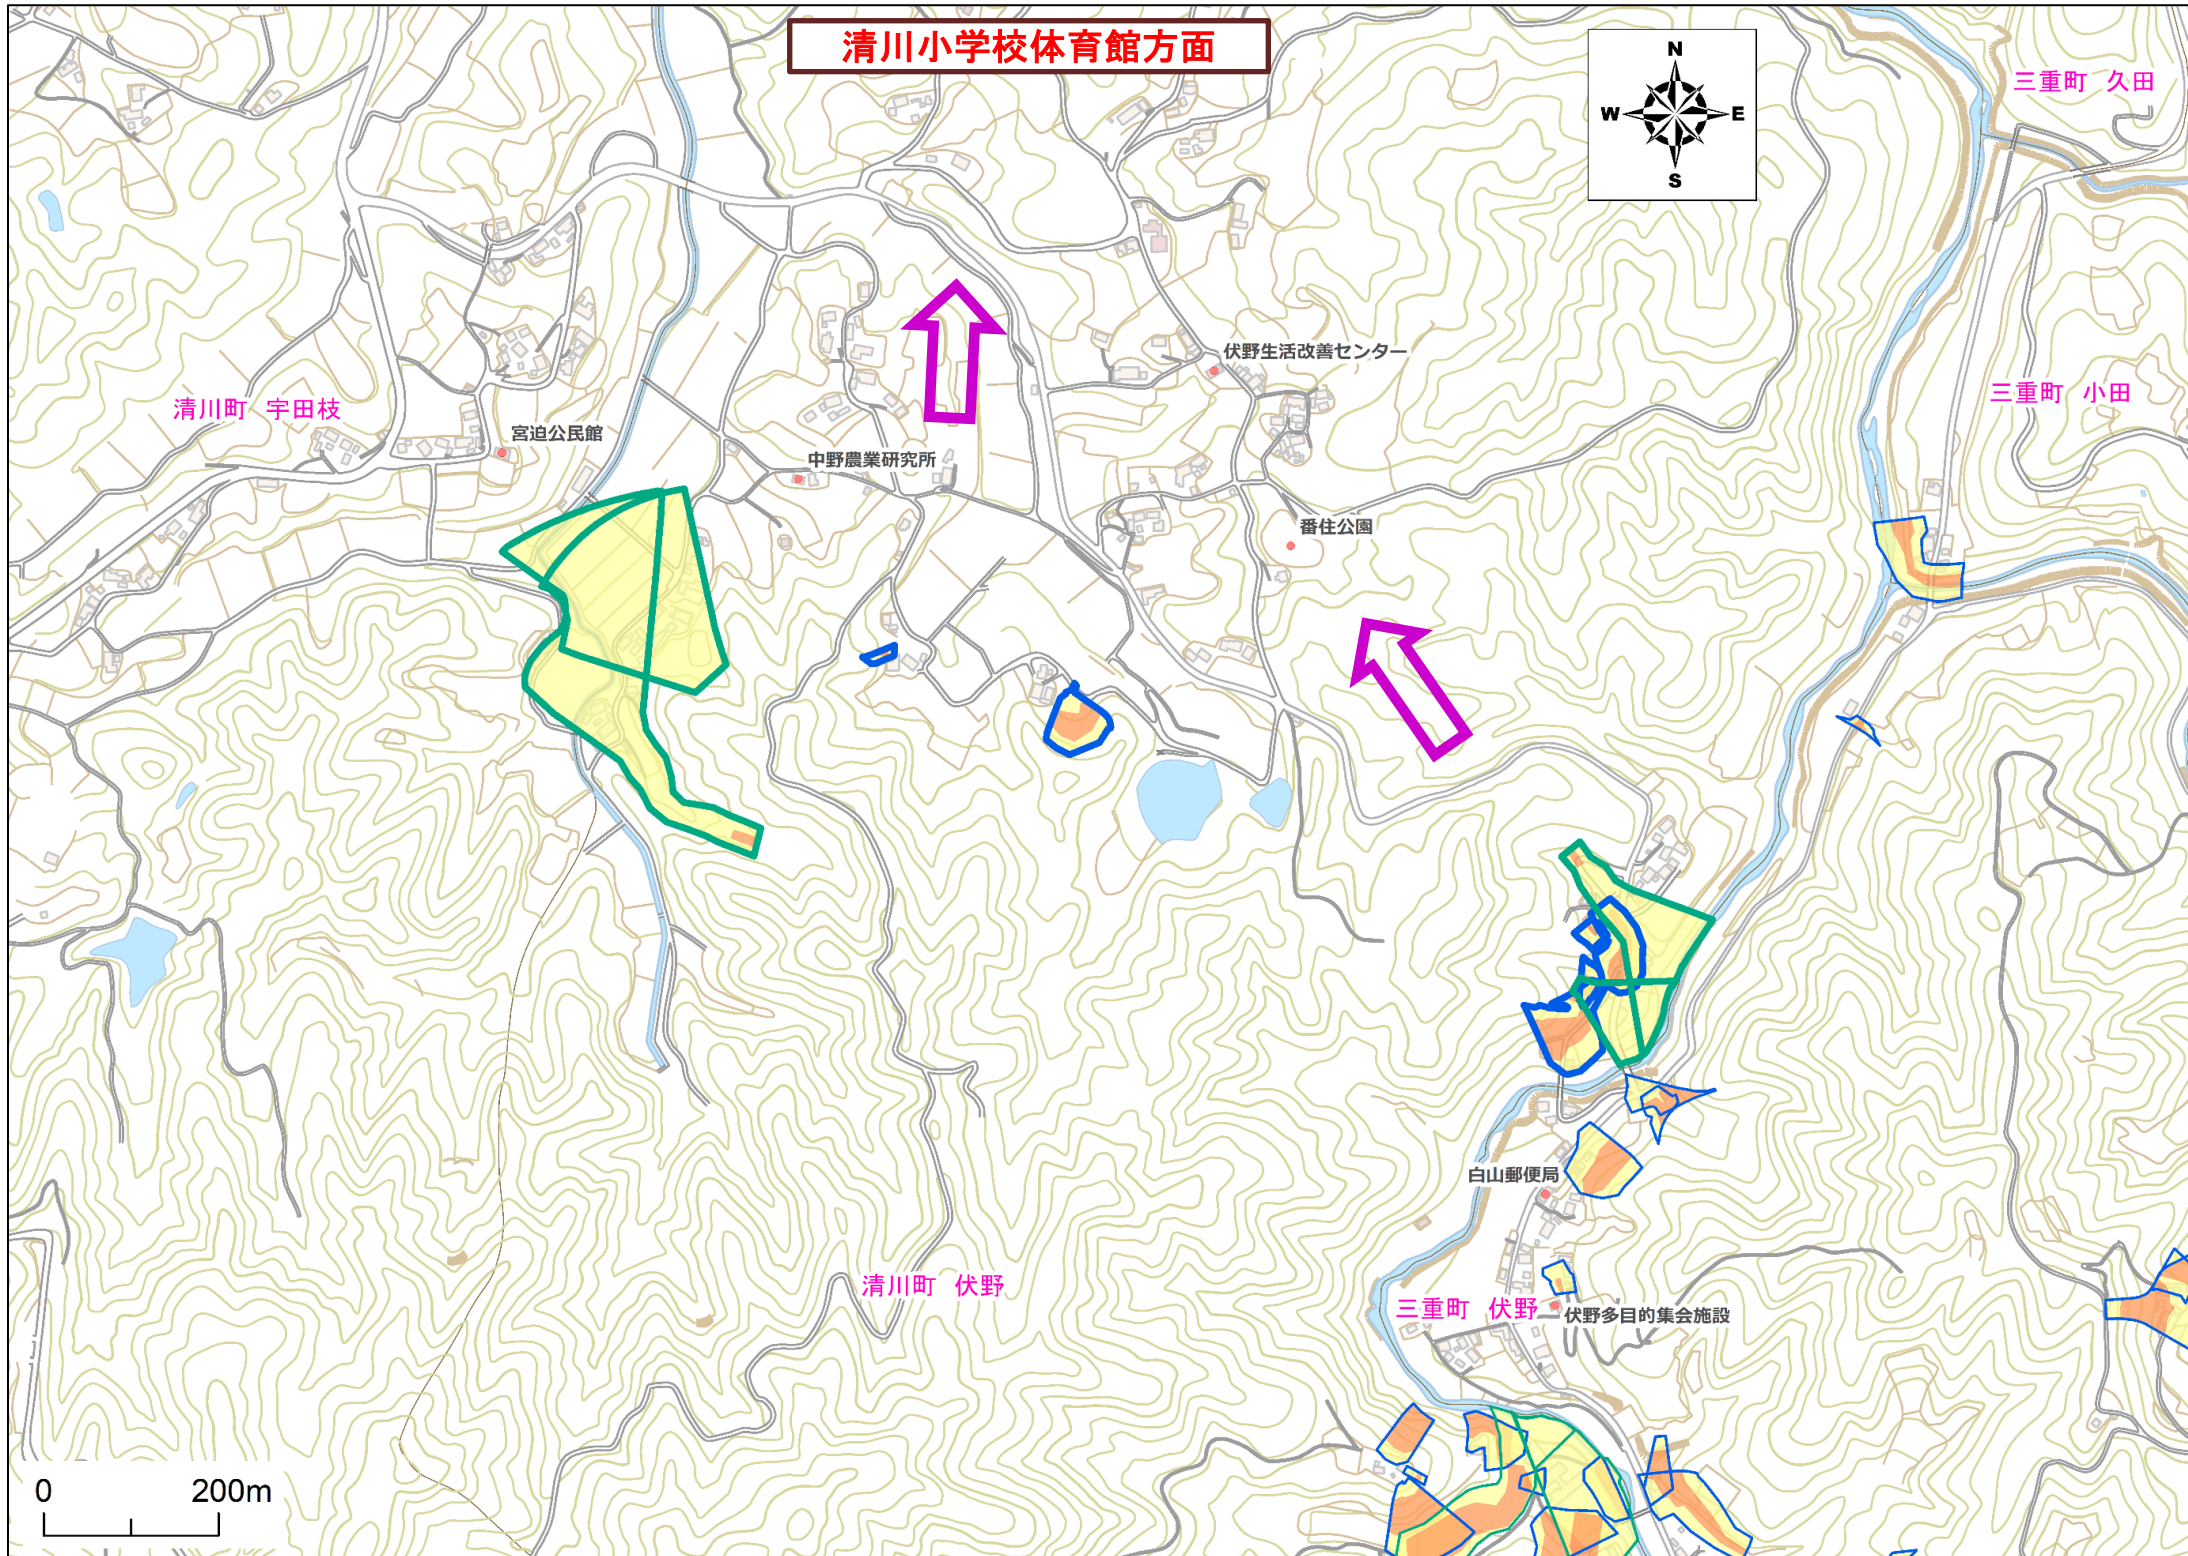 清川小学校体育館方面
N
W
E
S
三重町 久田
伏野生活改善センター
三重町 小田
清川町 宇田枝
宮迫公民館
中野農業研究所
番住公園
白山郵便局
清川町 伏野
三重町 伏野
伏野多目的集会施設
0 200m